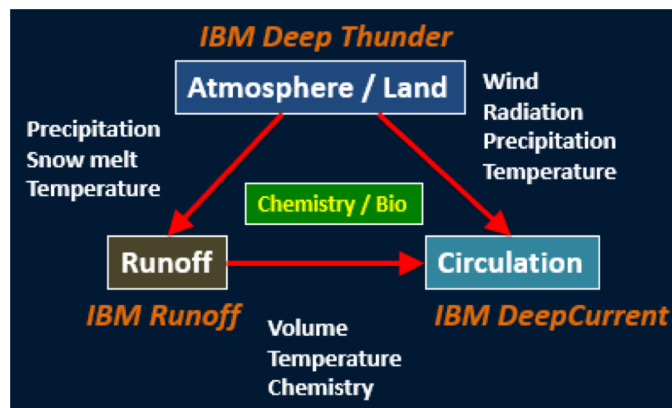 IBM Deep Thunder
Atmosphere / Land
Wind
Radiation
Precipitation
Temperature
Precipitation
Snow melt
Temperature
Chemistry / Bio
Runoff
Circulation
IBM Runoff
IBM DeepCurrent
Volume
Temperature
Chemistry